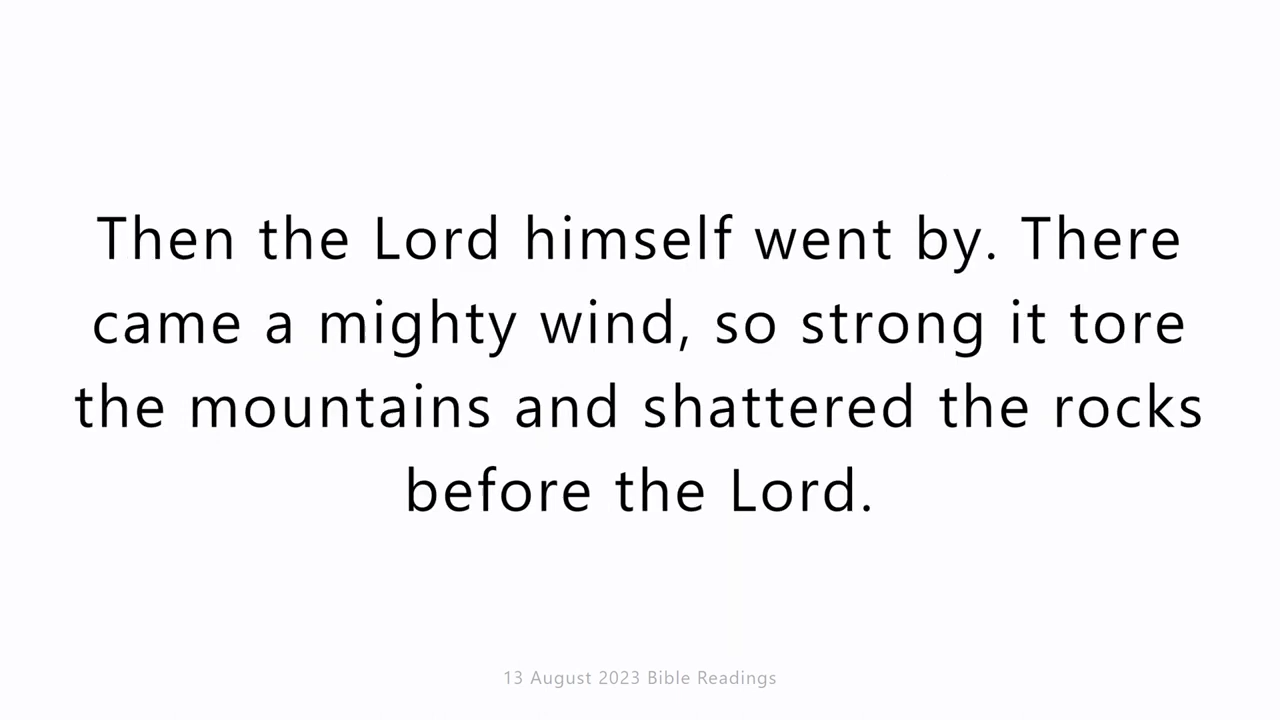 Then the Lord himself went by. There
came a mighty wind, so strong it tore
the mountains and shattered the rocks
before the Lord.
13 August 2023 Bible Readings